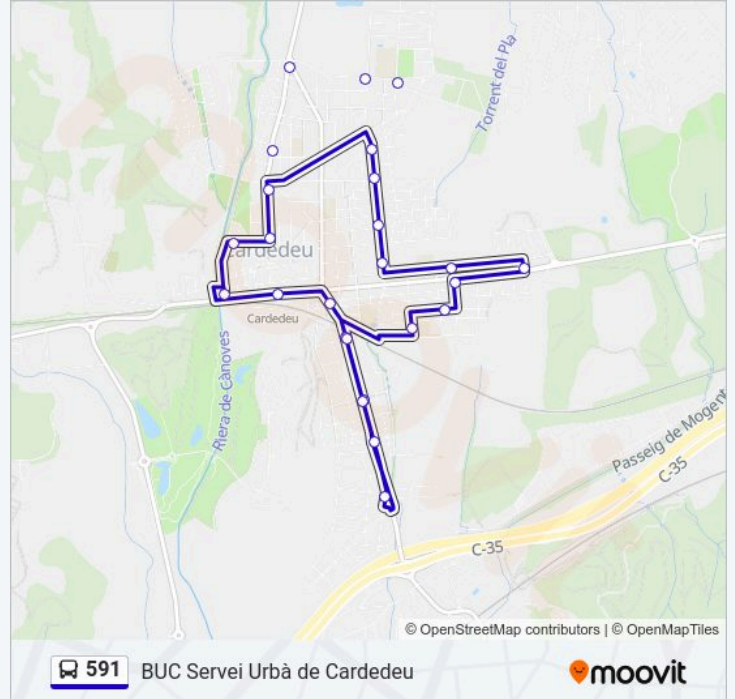 Torrent del Pla
Cardedeu
Cardedeu
Riera de Cànoves
Passeig de Mogent
C-35
C-35
© OpenStreetMap contributors | © OpenMapTiles
591 BUC Servei Urbà de Cardedeu
moovit